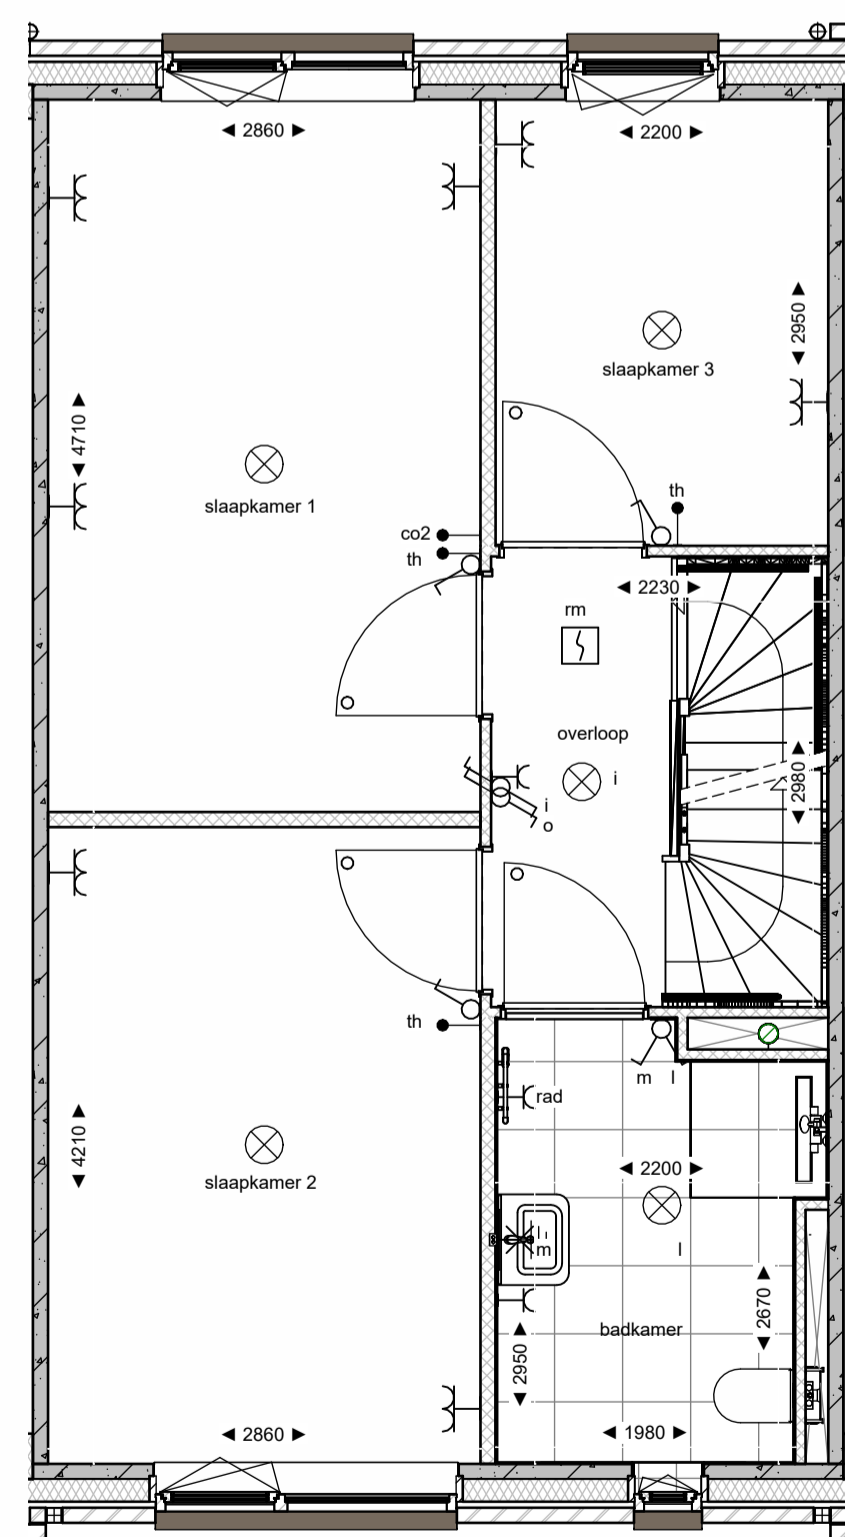 ◄ 2860 ►
◄ 2200 ►
◄ 2950 ►
slaapkamer 3
◄ 4710 ►
slaapkamer 1
th
co2
th
◄ 2230 ►
rm
overloop
i
◄ 2980 ►
i
o
th
m l
rad
◄ 4210 ►
◄ 2200 ►
slaapkamer 2
l
m
l
◄ 2670 ►
badkamer
◄ 2950 ►
◄ 2860 ►
◄ 1980 ►